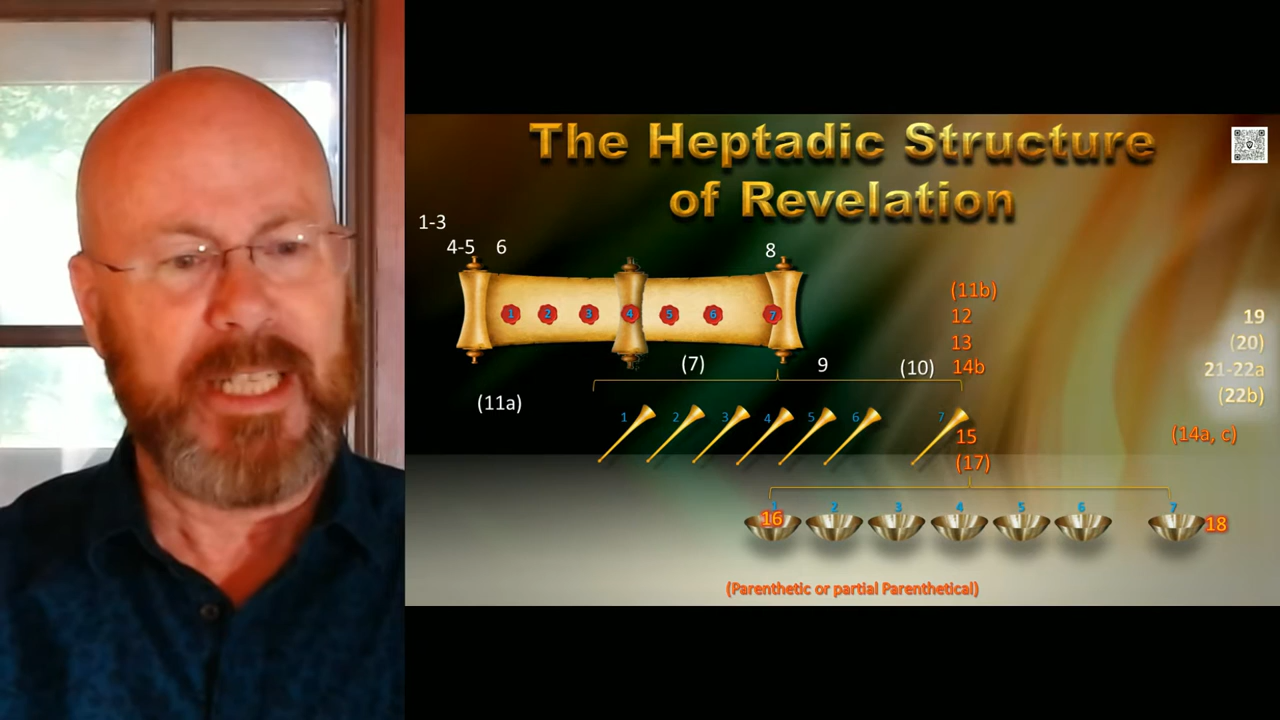 The Heptadic Structure
of Revelation
1-3
4-5 6 8
1 2 3 4 5 6 7
(11b)
12
13
14b
19
(20)
21-22a
(22b)
(7) 9 (10)
(11a)
1 2 3 4 5 6 7
15
(17)
(14a, c)
1 2 3 4 5 6 7
16 18
(Parenthetic or partial Parenthetical)